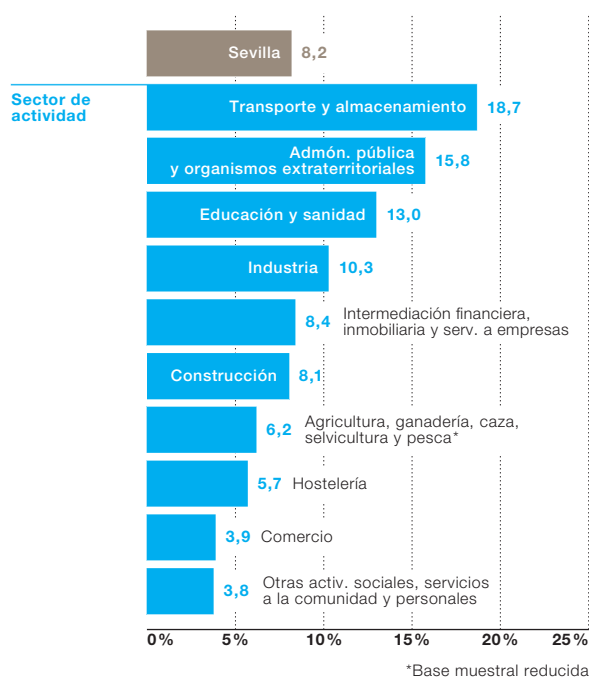 Sevilla 8,2
Sector de
actividad
Transporte y almacenamiento 18,7
Admón. pública
y organismos extraterritoriales 15,8
Educación y sanidad 13,0
Industria 10,3
8,4 Intermediación financiera,
inmobiliaria y serv. a empresas
Construcción 8,1
6,2 Agricultura, ganadería, caza,
selvicultura y pesca*
5,7 Hostelería
3,9 Comercio
3,8 Otras activ. sociales, servicios
a la comunidad y personales
0% 5% 10% 15% 20% 25%
*Base muestral reducida